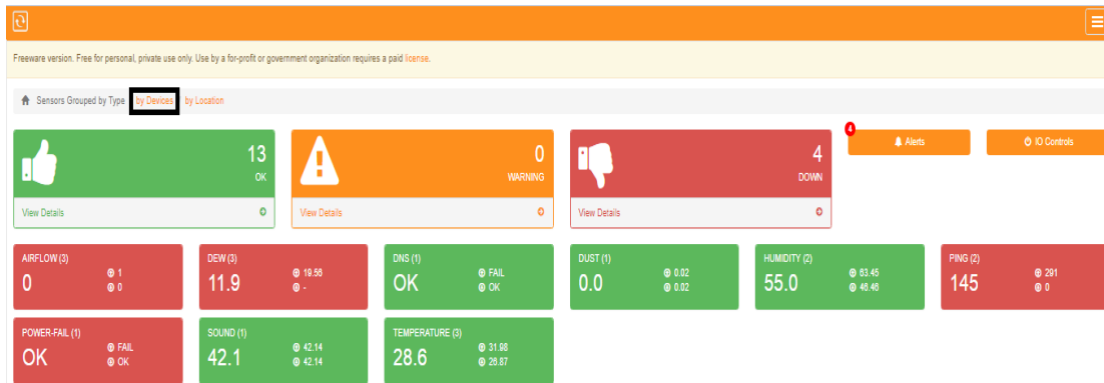 Freeware version. Free for personal, private use only. Use by a for-profit or government organization requires a paid license.
Sensors Grouped by Type by Devices by Location
13
OK
View Details
0
WARNING
View Details
4
DOWN
View Details
4
Alerts
IO Controls
AIRFLOW (3)
0
1
0
DEW (3)
11.9
19.56
-
DNS (1)
OK
FAIL
OK
DUST (1)
0.0
0.02
0.02
HUMIDITY (2)
55.0
63.45
46.46
PING (2)
145
291
0
POWER-FAIL (1)
OK
FAIL
OK
SOUND (1)
42.1
42.14
42.14
TEMPERATURE (3)
28.6
31.98
26.87